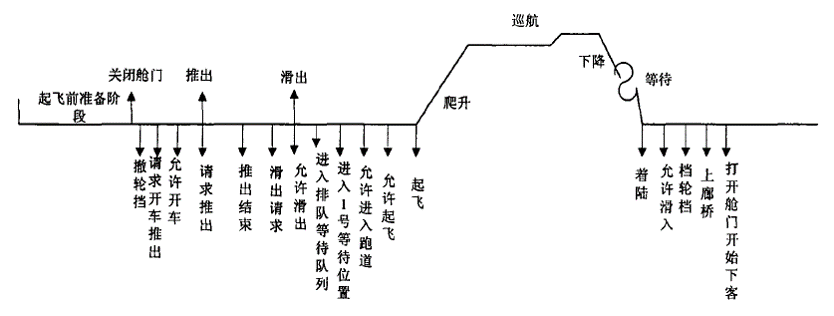 巡航
下降
等待
关闭舱门
推出
滑出
爬升
起飞前准备阶
段
撤轮挡
请求开车推出
允许开车
请求推出
推出结束
滑出请求
允许滑出
进入排队等待队列
进入1号等待位置
允许进入跑道
允许起飞
起飞
着陆
允许滑入
档轮挡
上廊桥
打开舱门开始下客